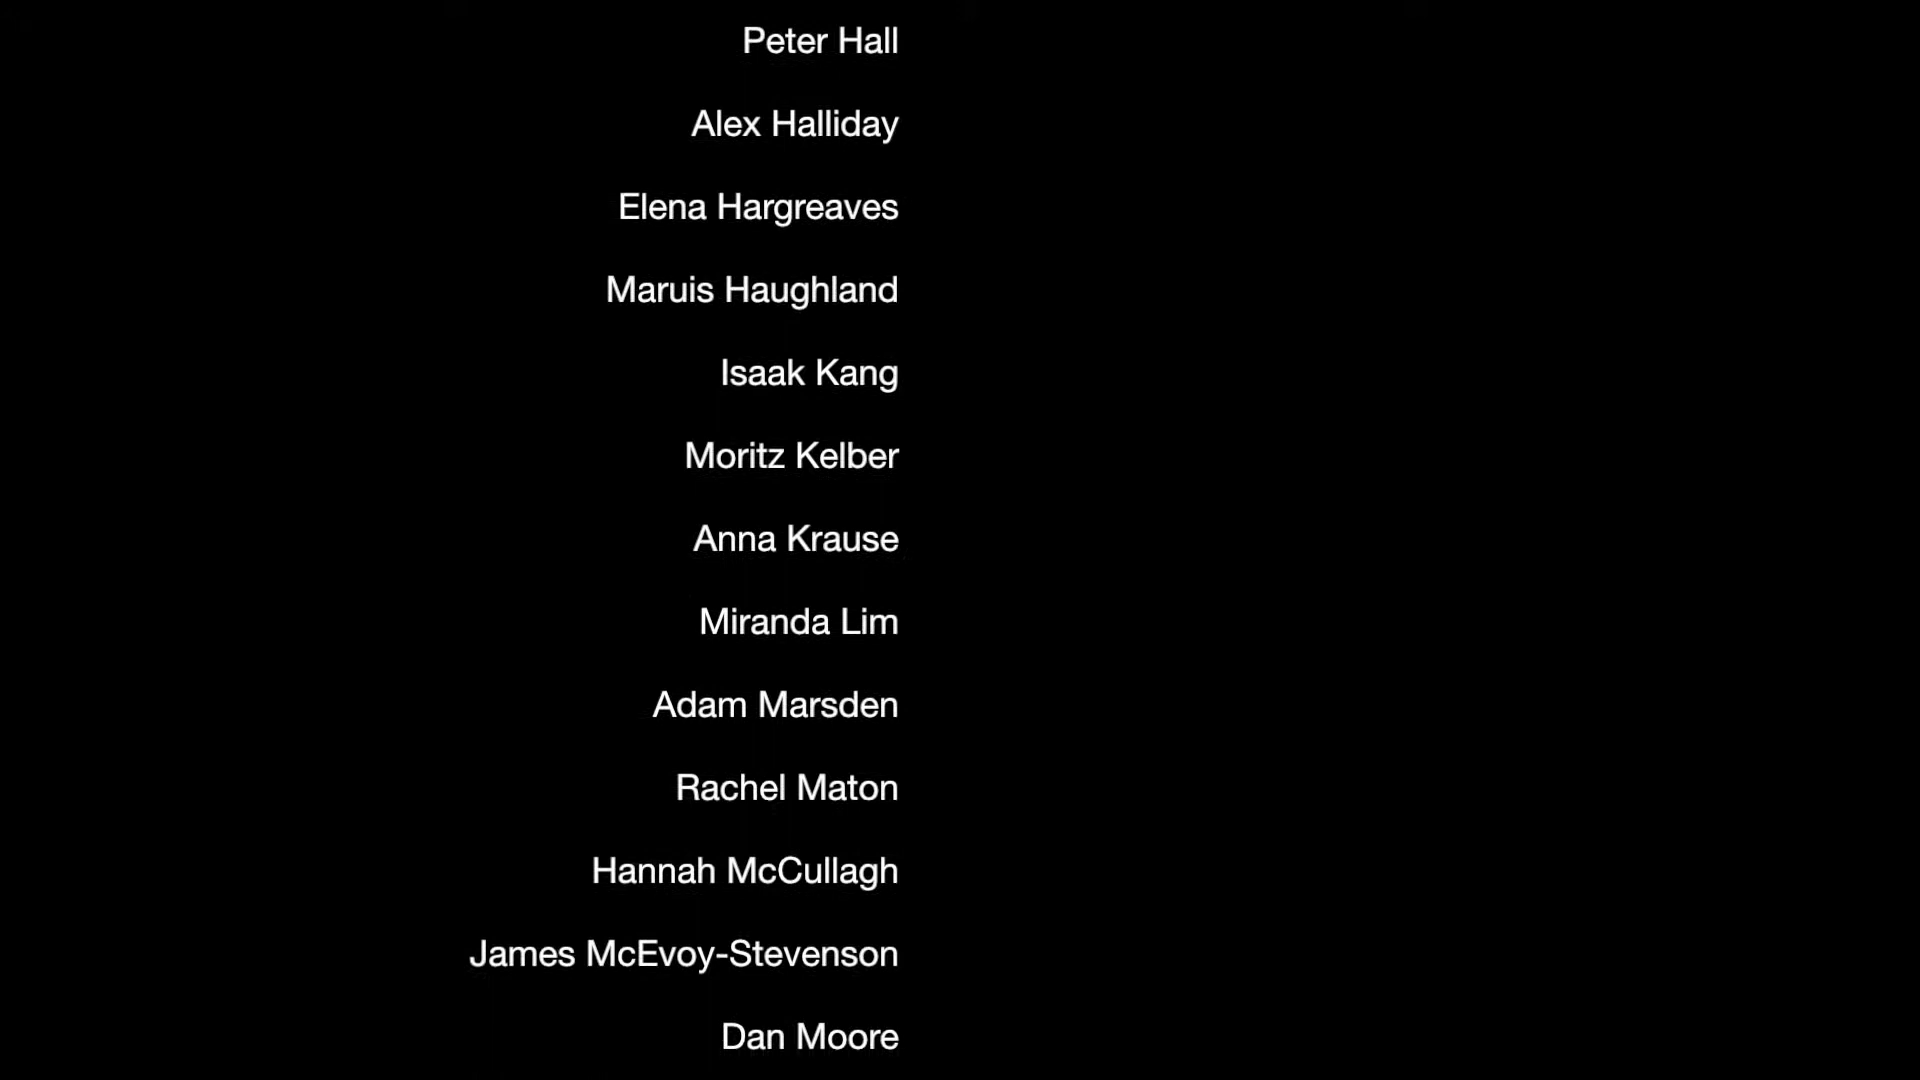 Peter Hall
Alex Halliday
Elena Hargreaves
Maruis Haughland
Isaak Kang
Moritz Kelber
Anna Krause
Miranda Lim
Adam Marsden
Rachel Maton
Hannah McCullagh
James McEvoy-Stevenson
Dan Moore